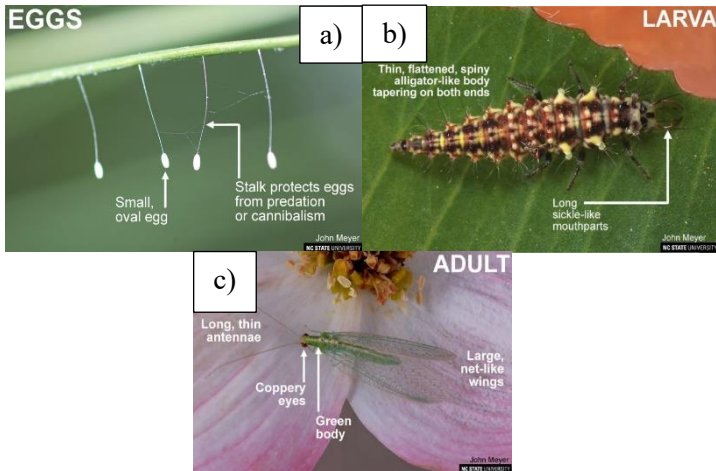 EGGS
a)
Small,
oval egg
Stalk protects eggs
from predation
or cannibalism
John Meyer
NC STATE UNIVERSITY
b)
LARVA
Thin, flattened, spiny
alligator-like body
tapering on both ends
Long
sickle-like
mouthparts
John Meyer
NC STATE UNIVERSITY
c)
ADULT
Long, thin
antennae
Coppery
eyes
Green
body
Large,
net-like
wings
John Meyer
NC STATE UNIVERSITY